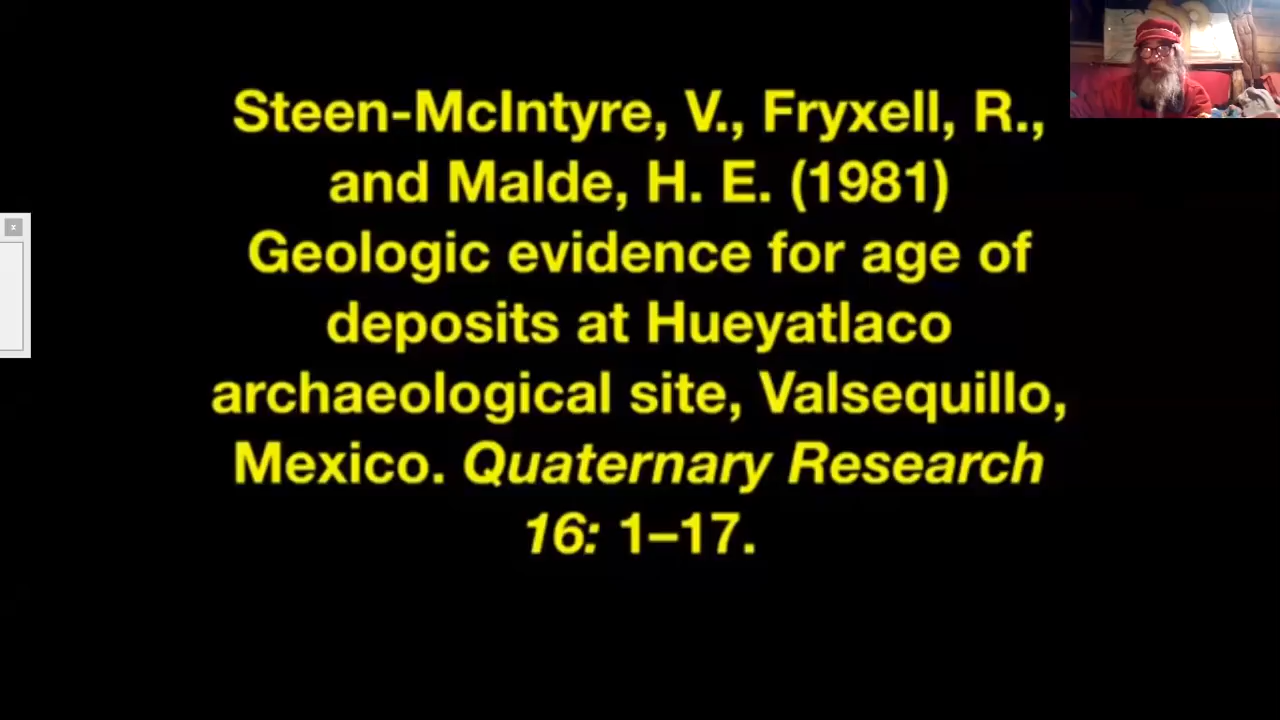 Steen-McIntyre, V., Fryxell, R.,
and Malde, H. E. (1981)
Geologic evidence for age of
deposits at Hueyatlaco
archaeological site, Valsequillo,
Mexico. Quaternary Research
16: 1–17.